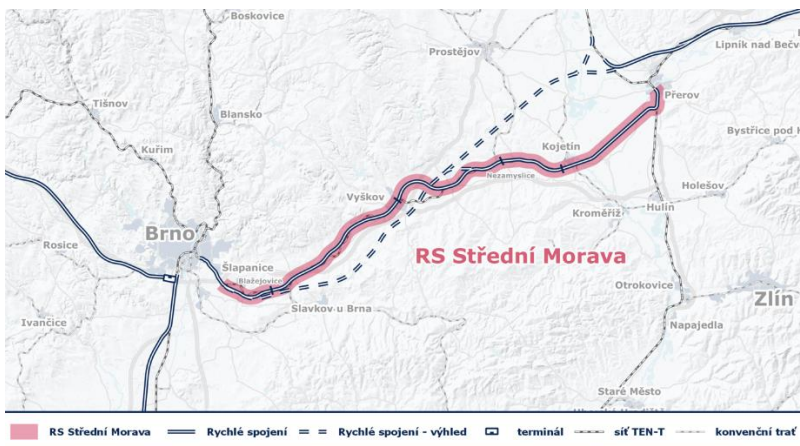 Boskovice
Prostějov
Lipník nad Bečv
Přerov
Tišnov
Blansko
Kuřim
Kojetín
Bystřice pod H
Nezamyslice
Vyškov
Holešov
Kroměříž
Hulín
Brno
Rosice
Šlapanice
Blažejovice
RS Střední Morava
Slavkov u Brna
Otrokovice
Zlín
Ivančice
Napajedla
Staré Město
RS Střední Morava
Rychlé spojení
Rychlé spojení - výhled
terminál
síť TEN-T
konvenční trať